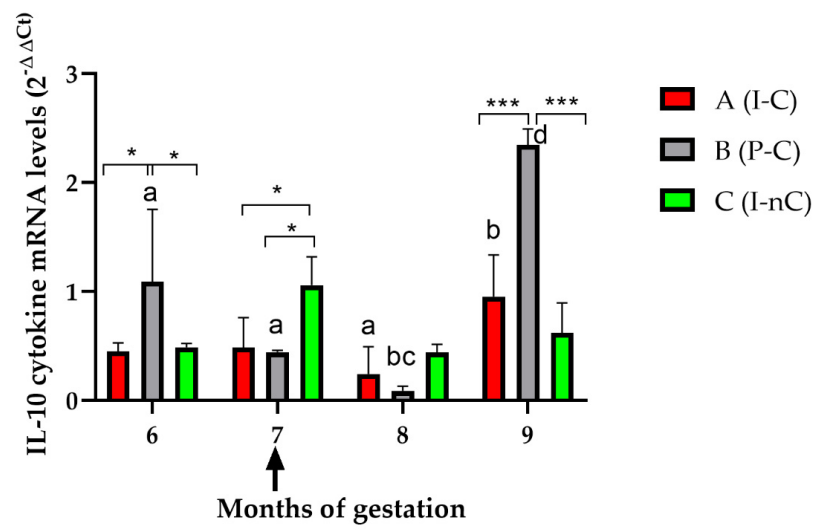 IL-10 cytokine mRNA levels (2^-ΔΔCt)
3
2
1
0
* *
a
*
*
a
a
bc
*** ***
d
b
6 7 8 9
Months of gestation
A (I-C)
B (P-C)
C (I-nC)